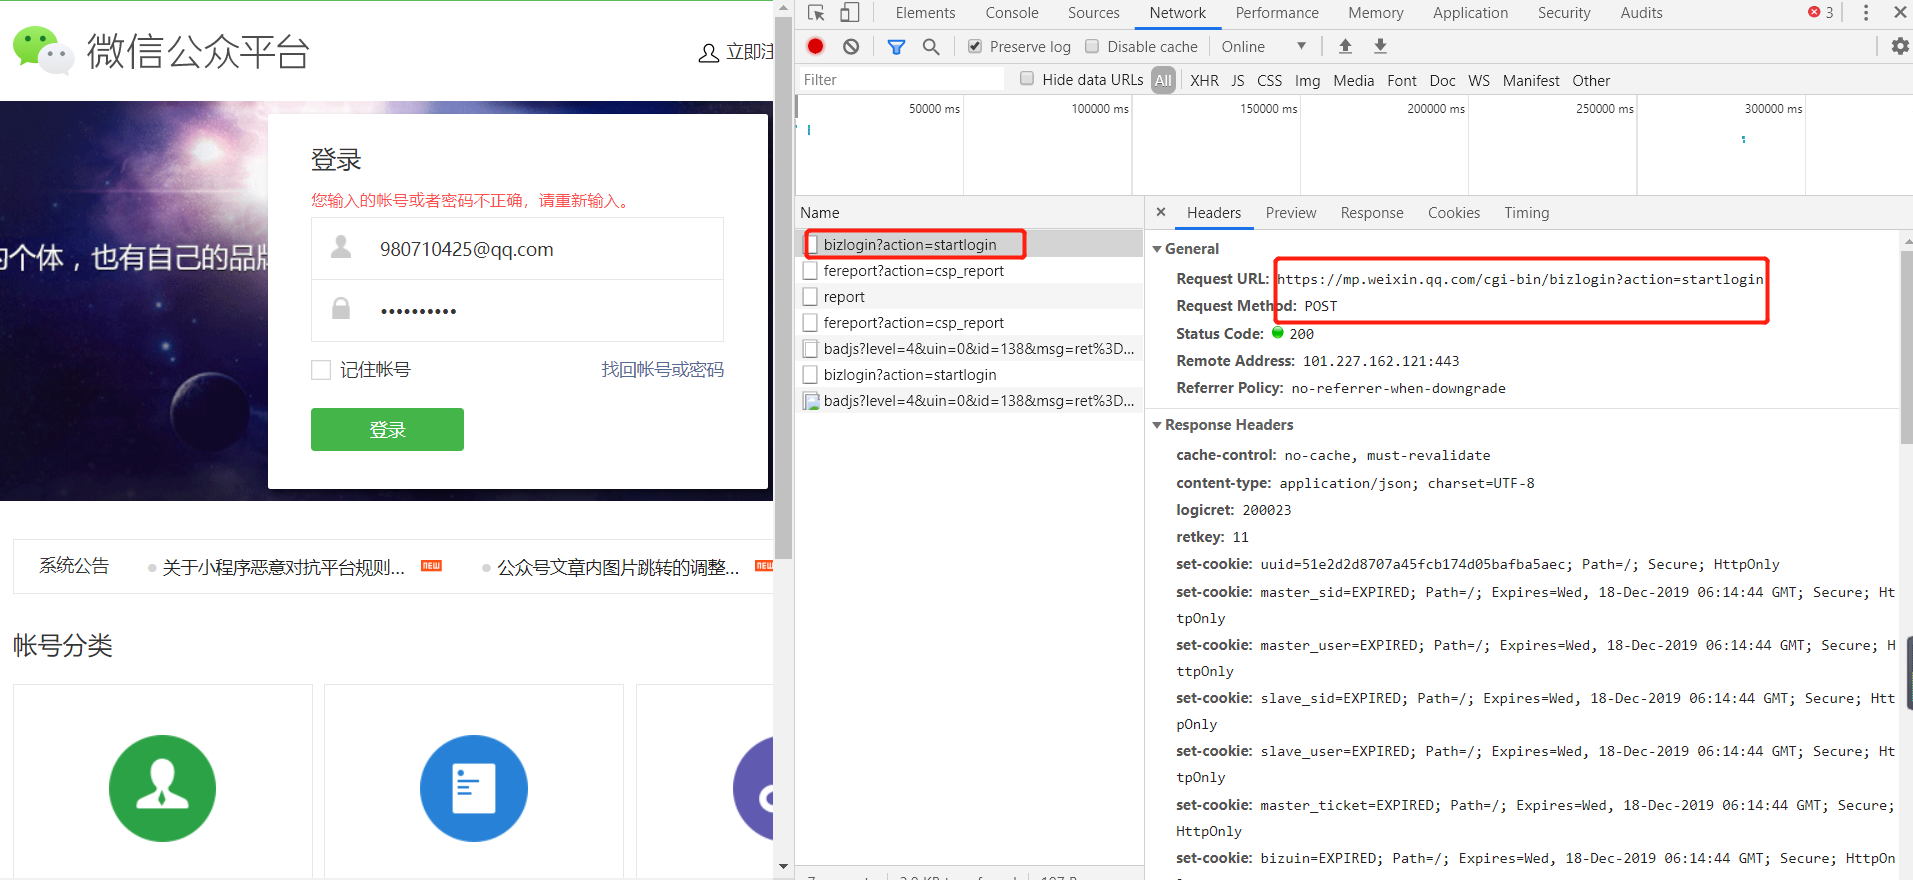 微信公众平台
立即注
的个体，也有自己的品牌
登录
您输入的帐号或者密码不正确，请重新输入。
980710425@qq.com
••••••••••
记住帐号 找回帐号或密码
登录
系统公告 关于小程序恶意对抗平台规则... NEW 公众号文章内图片跳转的调整... NEW
帐号分类
Elements Console Sources Network Performance Memory Application Security Audits 3
Preserve log Disable cache Online
Filter Hide data URLs All XHR JS CSS Img Media Font Doc WS Manifest Other
50000 ms 100000 ms 150000 ms 200000 ms 250000 ms 300000 ms
Name
bizlogin?action=startlogin
fereport?action=csp_report
report
fereport?action=csp_report
badjs?level=4&uin=0&id=138&msg=ret%3D...
bizlogin?action=startlogin
badjs?level=4&uin=0&id=138&msg=ret%3D...
Headers Preview Response Cookies Timing
General
Request URL: https://mp.weixin.qq.com/cgi-bin/bizlogin?action=startlogin
Request Method: POST
Status Code: 200
Remote Address: 101.227.162.121:443
Referrer Policy: no-referrer-when-downgrade
Response Headers
cache-control: no-cache, must-revalidate
content-type: application/json; charset=UTF-8
logicret: 200023
retkey: 11
set-cookie: uuid=51e2d2d8707a45fcb174d05bafba5aec; Path=/; Secure; HttpOnly
set-cookie: master_sid=EXPIRED; Path=/; Expires=Wed, 18-Dec-2019 06:14:44 GMT; Secure; Ht
tpOnly
set-cookie: master_user=EXPIRED; Path=/; Expires=Wed, 18-Dec-2019 06:14:44 GMT; Secure; H
ttpOnly
set-cookie: slave_sid=EXPIRED; Path=/; Expires=Wed, 18-Dec-2019 06:14:44 GMT; Secure; Htt
pOnly
set-cookie: slave_user=EXPIRED; Path=/; Expires=Wed, 18-Dec-2019 06:14:44 GMT; Secure; Ht
tpOnly
set-cookie: master_ticket=EXPIRED; Path=/; Expires=Wed, 18-Dec-2019 06:14:44 GMT; Secure;
HttpOnly
set-cookie: bizuin=EXPIRED; Path=/; Expires=Wed, 18-Dec-2019 06:14:44 GMT; Secure; HttpOn